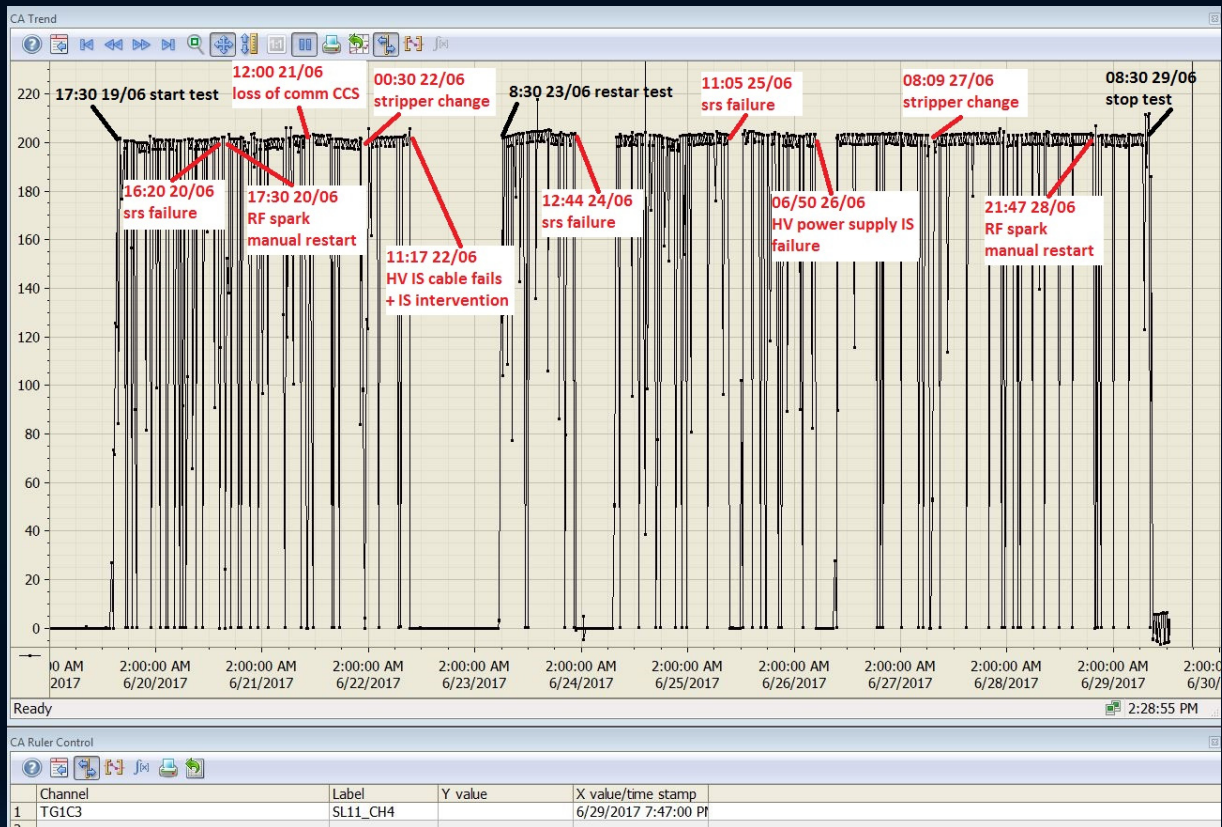 CA Trend
17:30 19/06 start test
12:00 21/06
loss of comm CCS
00:30 22/06
stripper change
8:30 23/06 restar test
11:05 25/06
srs failure
08:09 27/06
stripper change
08:30 29/06
stop test
16:20 20/06
srs failure
17:30 20/06
RF spark
manual restart
11:17 22/06
HV IS cable fails
+ IS intervention
12:44 24/06
srs failure
06/50 26/06
HV power supply IS
failure
21:47 28/06
RF spark
manual restart
220
200
180
160
140
120
100
80
60
40
20
0
00 AM 2:00:00 AM 2:00:00 AM 2:00:00 AM 2:00:00 AM 2:00:00 AM 2:00:00 AM 2:00:00 AM 2:00:00 AM 2:00:00 AM 2:00:00 AM 2:00:0
2017 6/20/2017 6/21/2017 6/22/2017 6/23/2017 6/24/2017 6/25/2017 6/26/2017 6/27/2017 6/28/2017 6/29/2017 6/30/
Ready 2:28:55 PM
CA Ruler Control
Channel Label Y value X value/time stamp
1 TG1C3 SL11_CH4 6/29/2017 7:47:00 PM